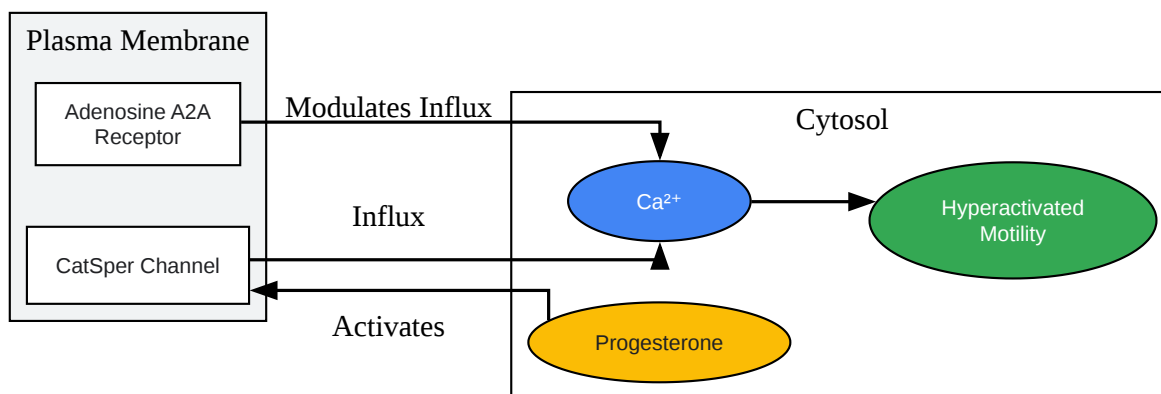 Plasma Membrane
Adenosine A2A
Receptor
Modulates Influx
Cytosol
Ca²⁺
Hyperactivated
Motility
Influx
CatSper Channel
Activates
Progesterone